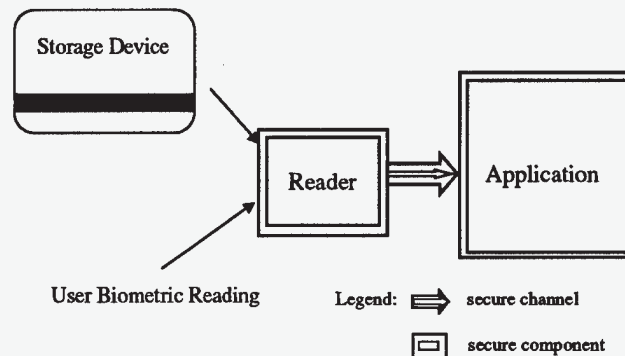 Storage Device
Reader
Application
User Biometric Reading
Legend: secure channel
secure component